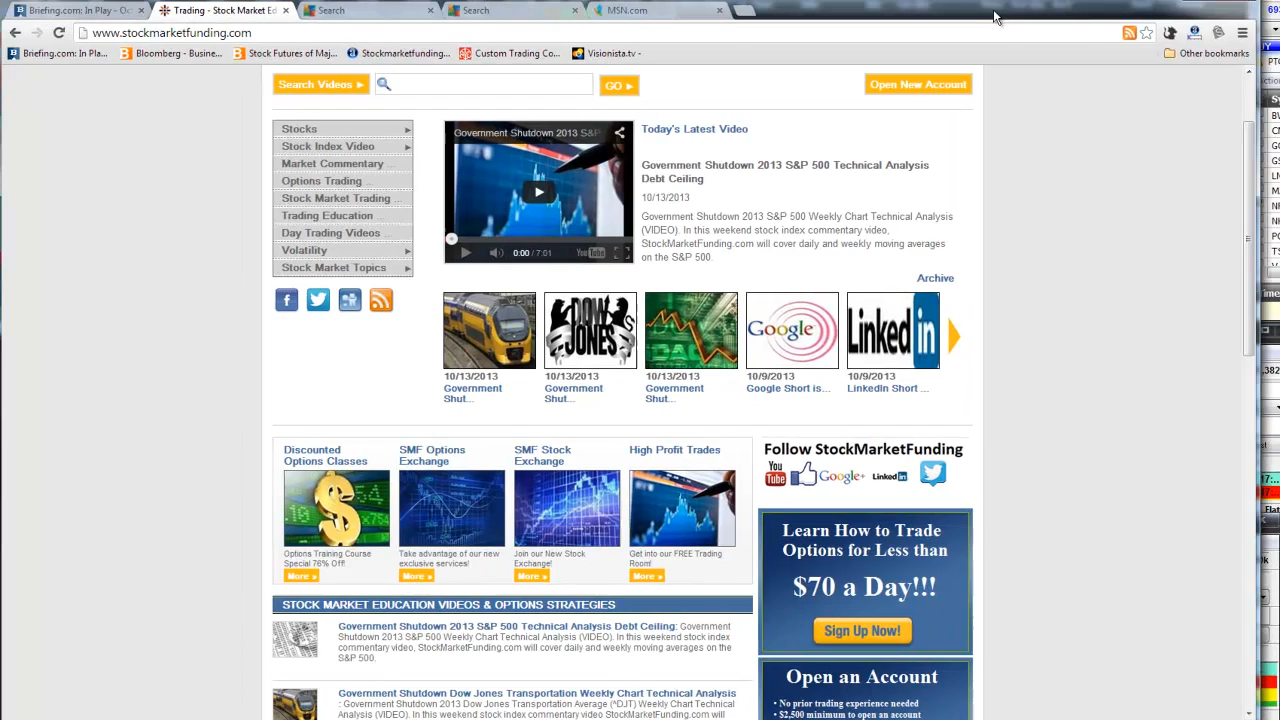 Briefing.com: In Play - Oc
Trading - Stock Market Ed
Search
Search
MSN.com
www.stockmarketfunding.com
Briefing.com: In Pla...
Bloomberg - Busine...
Stock Futures of Maj...
Stockmarketfunding...
Custom Trading Co...
Visionista.tv -
Other bookmarks
Search Videos
GO
Open New Account
Stocks
Stock Index Video
Market Commentary ...
Options Trading ...
Stock Market Trading ...
Trading Education ...
Day Trading Videos ...
Volatility
Stock Market Topics
Government Shutdown 2013 S&P
0:00 / 7:01
YouTube
Today's Latest Video
Government Shutdown 2013 S&P 500 Technical Analysis
Debt Ceiling
10/13/2013
Government Shutdown 2013 S&P 500 Weekly Chart Technical Analysis
(VIDEO). In this weekend stock index commentary video,
StockMarketFunding.com will cover daily and weekly moving averages
on the S&P 500.
Archive
DOW
JONES
Google
Linked in
10/13/2013
Government
Shut...
10/13/2013
Government
Shut...
10/13/2013
Government
Shut...
10/9/2013
Google Short is...
10/9/2013
LinkedIn Short ...
Discounted
Options Classes
Options Training Course
Special 76% Off!
More »
SMF Options
Exchange
Take advantage of our new
exclusive services!
More »
SMF Stock
Exchange
Join our New Stock
Exchange!
More »
High Profit Trades
Get into our FREE Trading
Room!
More »
Follow StockMarketFunding
You
Tube
Google+
Linked in
Learn How to Trade
Options for Less than
$70 a Day!!!
Sign Up Now!
Open an Account
• No prior trading experience needed
• $2,500 minimum to open an account
STOCK MARKET EDUCATION VIDEOS & OPTIONS STRATEGIES
Government Shutdown 2013 S&P 500 Technical Analysis Debt Ceiling: Government
Shutdown 2013 S&P 500 Weekly Chart Technical Analysis (VIDEO). In this weekend stock index
commentary video, StockMarketFunding.com will cover daily and weekly moving averages on the
S&P 500.
Government Shutdown Dow Jones Transportation Weekly Chart Technical Analysis
: Government Shutdown 2013 Dow Jones Transportation Average (^DJT) Weekly Chart Technical
Analysis (VIDEO). In this weekend stock index commentary video StockMarketFunding.com will